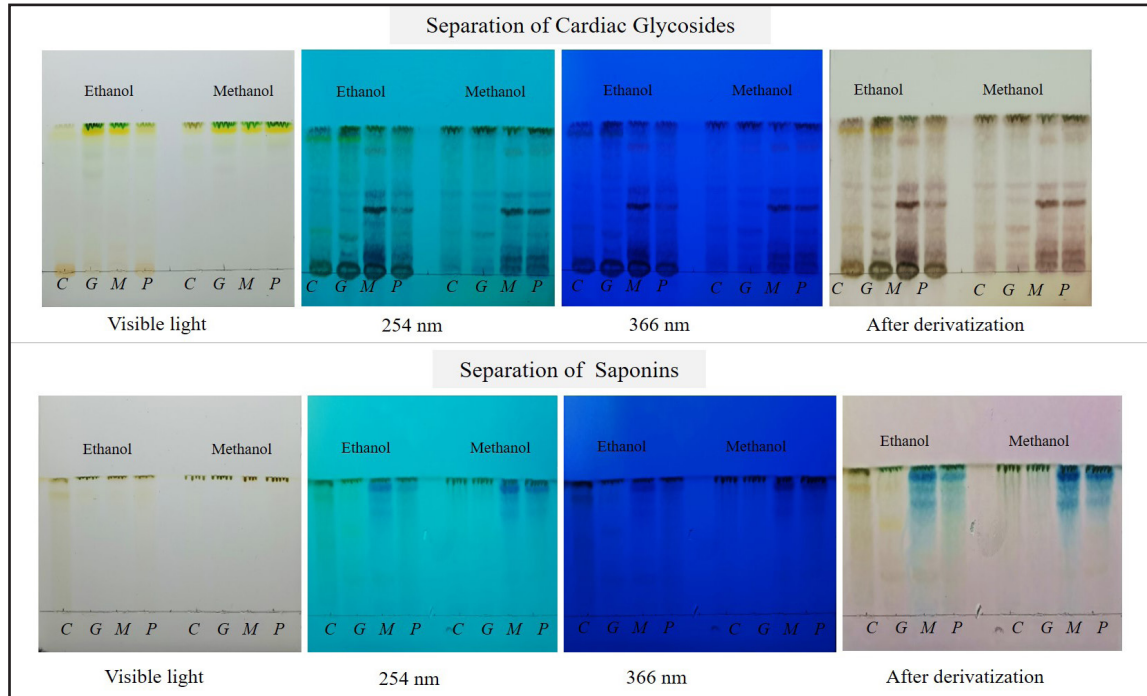 Separation of Cardiac Glycosides
Ethanol Methanol
C G M P C G M P
Visible light
Ethanol Methanol
C G M P C G M P
254 nm
Ethanol Methanol
C G M P C G M P
366 nm
Ethanol Methanol
C G M P C G M P
After derivatization
Separation of Saponins
Ethanol Methanol
C G M P C G M P
Visible light
Ethanol Methanol
C G M P C G M P
254 nm
Ethanol Methanol
C G M P C G M P
366 nm
Ethanol Methanol
C G M P C G M P
After derivatization